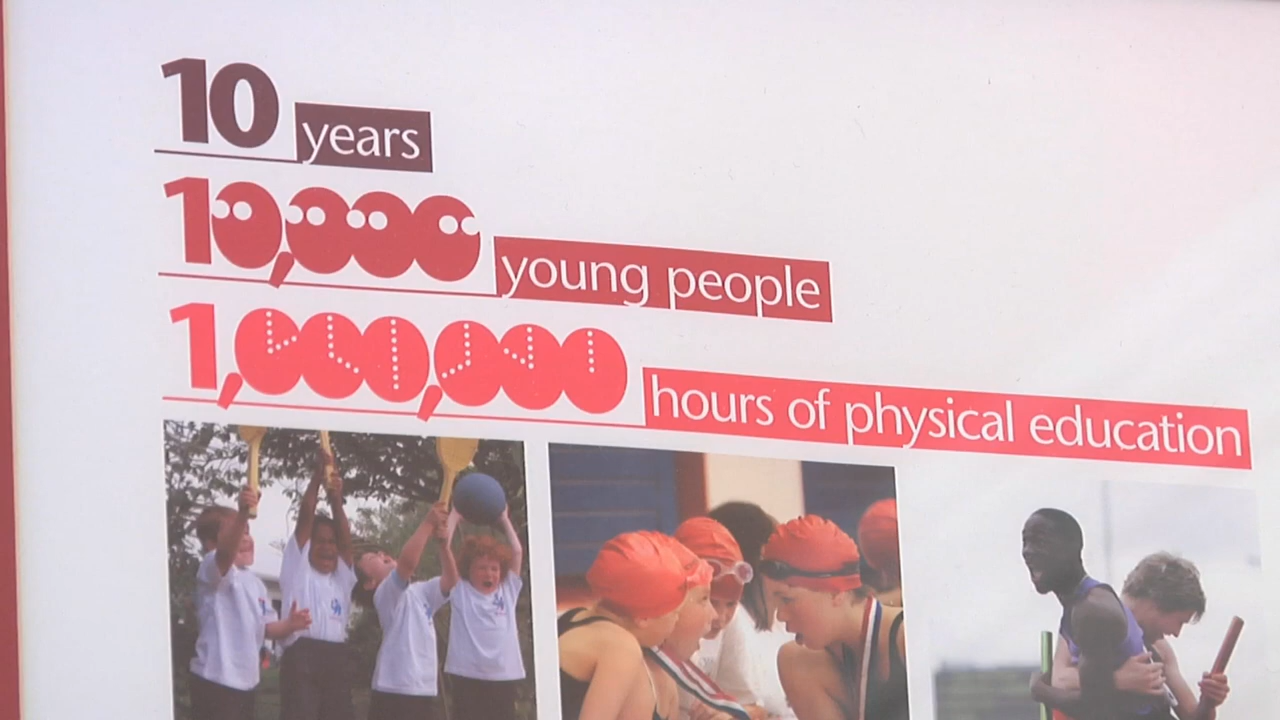 10 years
10,000 young people
1,000,000 hours of physical education